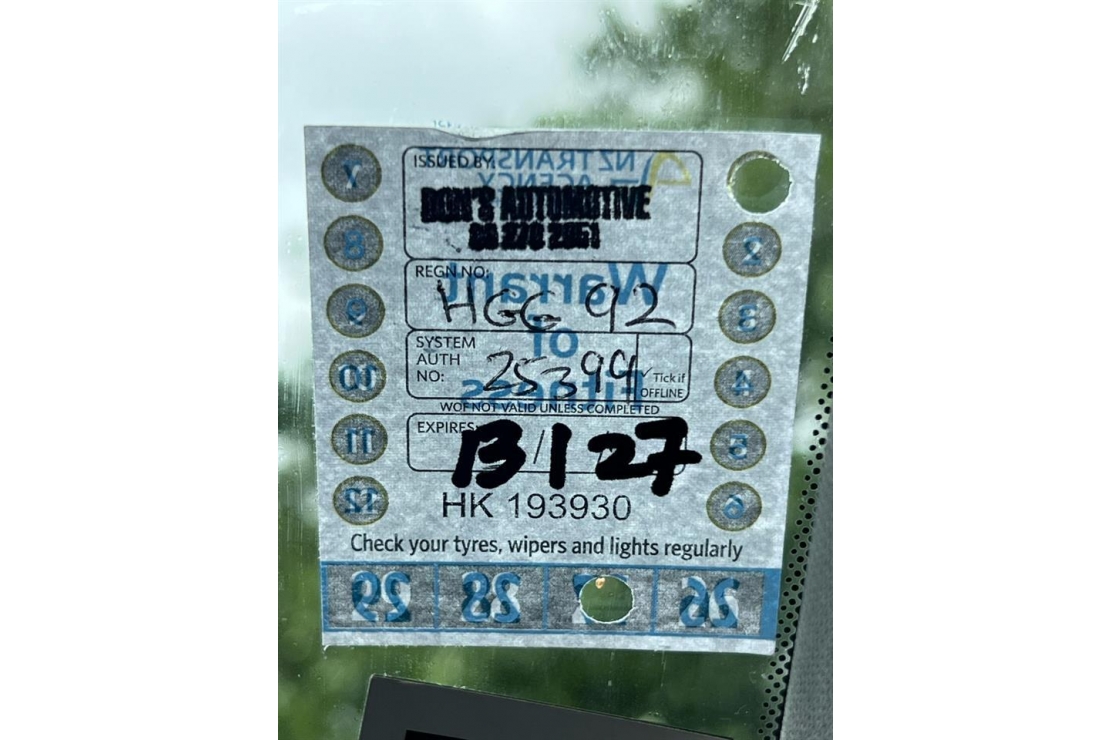 ISSUED BY:
NZ TRANSPORT
AGENCY
DON'S AUTOMOTIVE
REGN NO:
HGG 92
Warrant
of
Fitness
SYSTEM
AUTH
NO:
25399
✓ Tick if
OFFLINE
WOF NOT VALID UNLESS COMPLETED
EXPIRES:
13/1 27
HK 193930
Check your tyres, wipers and lights regularly
7
8
9
10
11
12
2
3
4
5
6
29 28 26